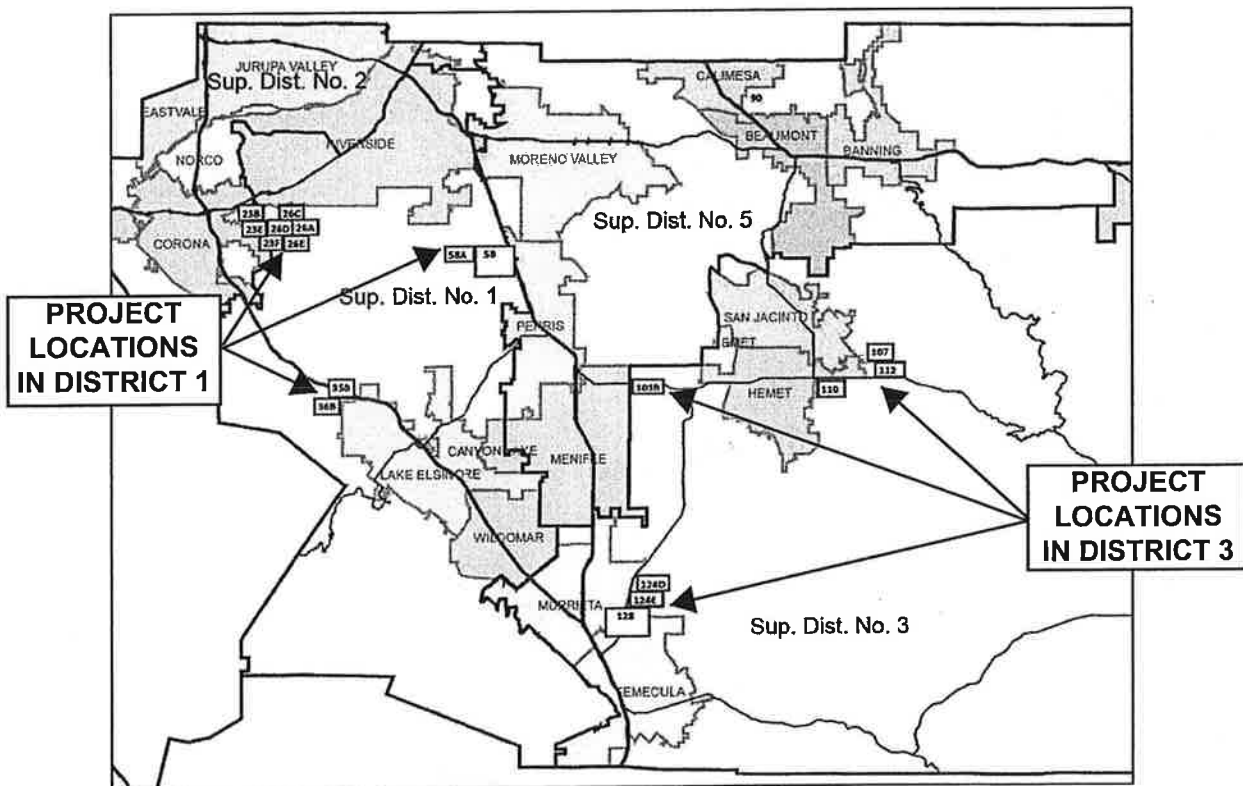 JURUPA VALLEY
Sup. Dist. No. 2
EASTVALE
NORCO
RIVERSIDE
CORONA
MORENO VALLEY
CALIMESA
90
BEAUMONT
BANNING
Sup. Dist. No. 5
23B 26C
23E 26D 26A
23F 26E
58A 58
Sup. Dist. No. 1
PROJECT
LOCATIONS
IN DISTRICT 1
PERRIS
SAN JACINTO
107
112
110
HEMET
35B
36B
CANYON LAKE
LAKE ELSINORE
MENIFEE
WILDOMAR
PROJECT
LOCATIONS
IN DISTRICT 3
124D
124E
128
MURRIETA
Sup. Dist. No. 3
TEMECULA